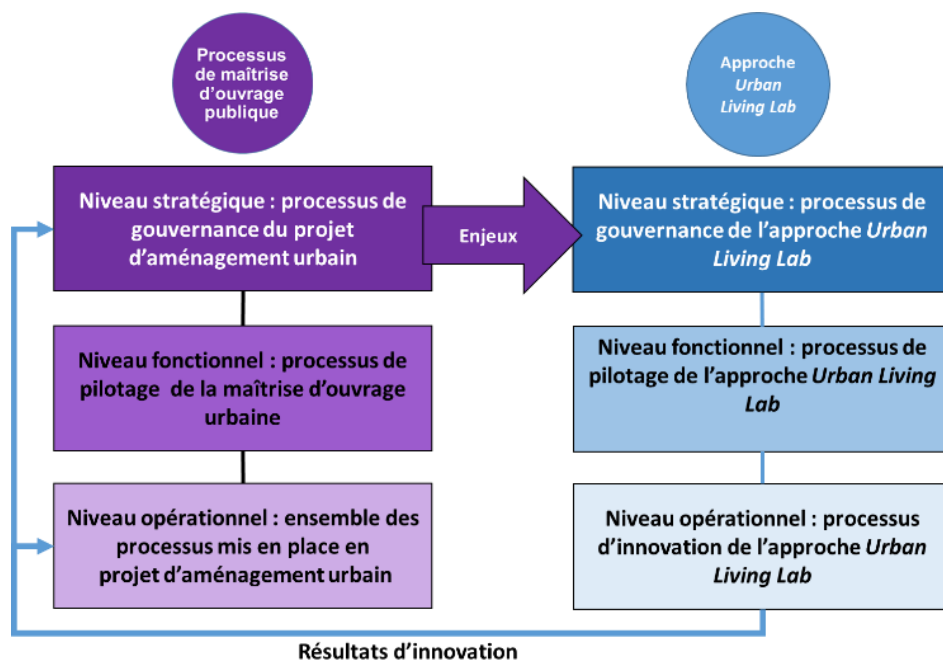 Processus
de maîtrise
d'ouvrage
publique
Approche
Urban
Living Lab
Niveau stratégique : processus de
gouvernance du projet
d'aménagement urbain
Enjeux
Niveau stratégique : processus de
gouvernance de l'approche Urban
Living Lab
Niveau fonctionnel : processus de
pilotage de la maîtrise d'ouvrage
urbaine
Niveau fonctionnel : processus de
pilotage de l'approche Urban Living
Lab
Niveau opérationnel : ensemble des
processus mis en place en
projet d'aménagement urbain
Niveau opérationnel : processus
d'innovation de l'approche Urban
Living Lab
Résultats d'innovation